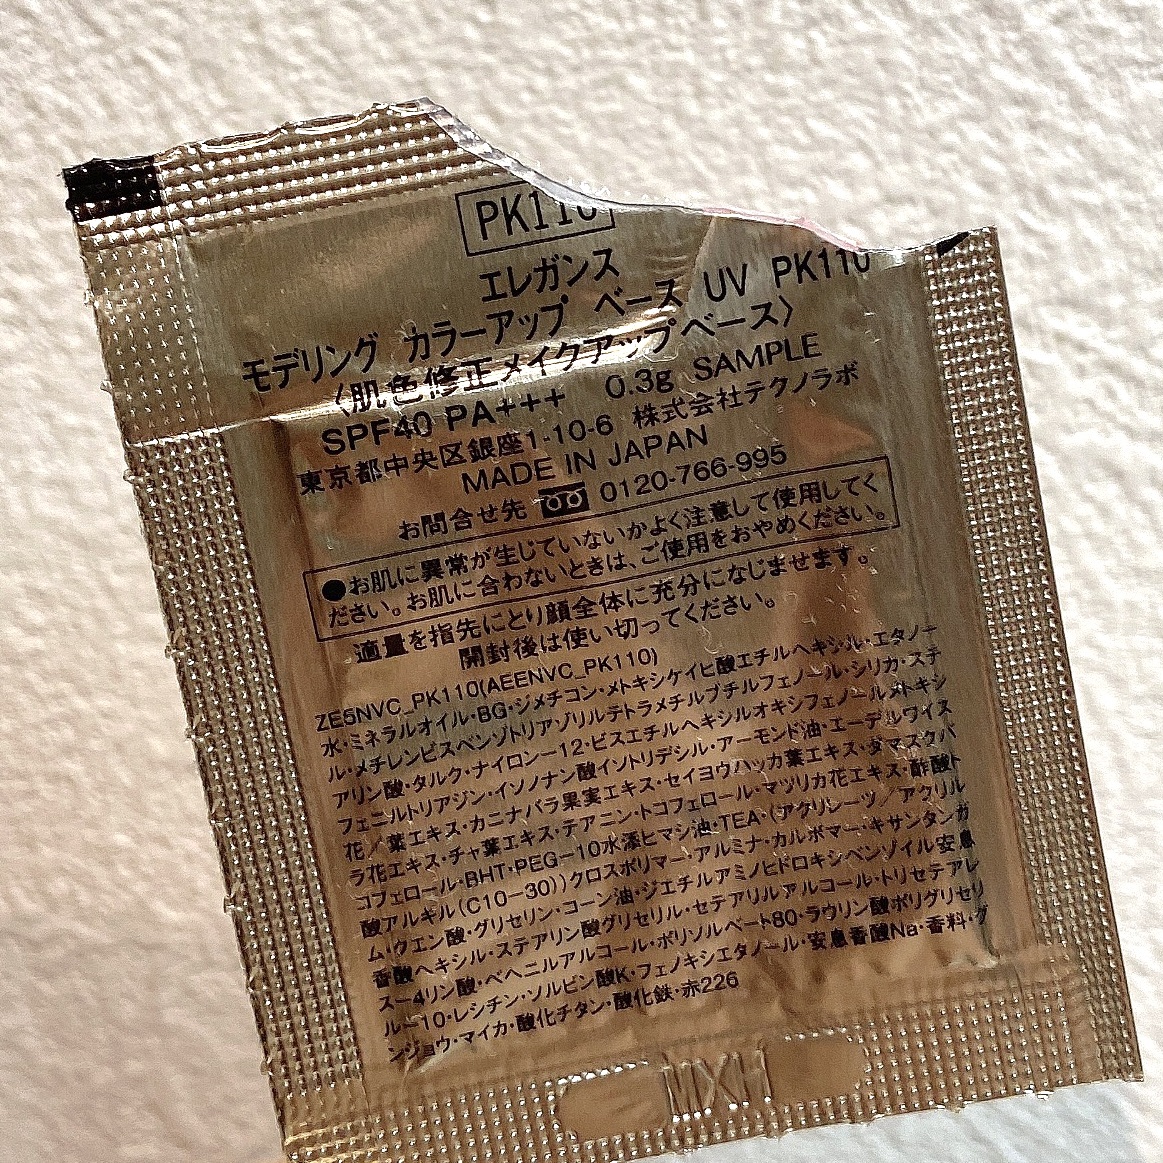 PK110
エレガンス
モデリング カラーアップ ベース UV PK110
〈肌色修正メイクアップベース〉
SPF40 PA+++ 0.3g SAMPLE
東京都中央区銀座1-10-6 株式会社テクノラボ
MADE IN JAPAN
お問合せ先 0120-766-995
●お肌に異常が生じていないかよく注意して使用してく
ださい。お肌に合わないときは、ご使用をおやめください。
適量を指先にとり顔全体に充分になじませます。
開封後は使い切ってください。
ZE5NVC_PK110(AEENVC_PK110)
水・ミネラルオイル・BG・ジメチコン・メトキシケイヒ酸エチルヘキシル・エタノー
ル・メチレンビスベンゾトリアゾリルテトラメチルブチルフェノール・シリカ・ステ
アリン酸・タルク・ナイロン-12・ビスエチルヘキシルオキシフェノールメトキシ
フェニルトリアジン・イソノナン酸イソトリデシル・アーモンド油・エーデルワイス
花/葉エキス・カニナバラ果実エキス・セイヨウハッカ葉エキス・ダマスクバ
ラ花エキス・チャ葉エキス・テアニン・トコフェロール・マツリカ花エキス・酢酸ト
コフェロール・BHT・PEG-10水添ヒマシ油・TEA・(アクリレーツ/アクリル
酸アルキル(C10-30))クロスポリマー・アルミナ・カルボマー・キサンタンガ
ム・クエン酸・グリセリン・コーン油・ジエチルアミノヒドロキシベンゾイル安息
香酸ヘキシル・ステアリン酸グリセリル・セテアリルアルコール・トリセテアレ
ス-4リン酸・ベヘニルアルコール・ポリソルベート80・ラウリン酸ポリグリセリ
ル-10・レシチン・ソルビン酸K・フェノキシエタノール・安息香酸Na・香料・グ
ンジョウ・マイカ・酸化チタン・酸化鉄・赤226
MXH